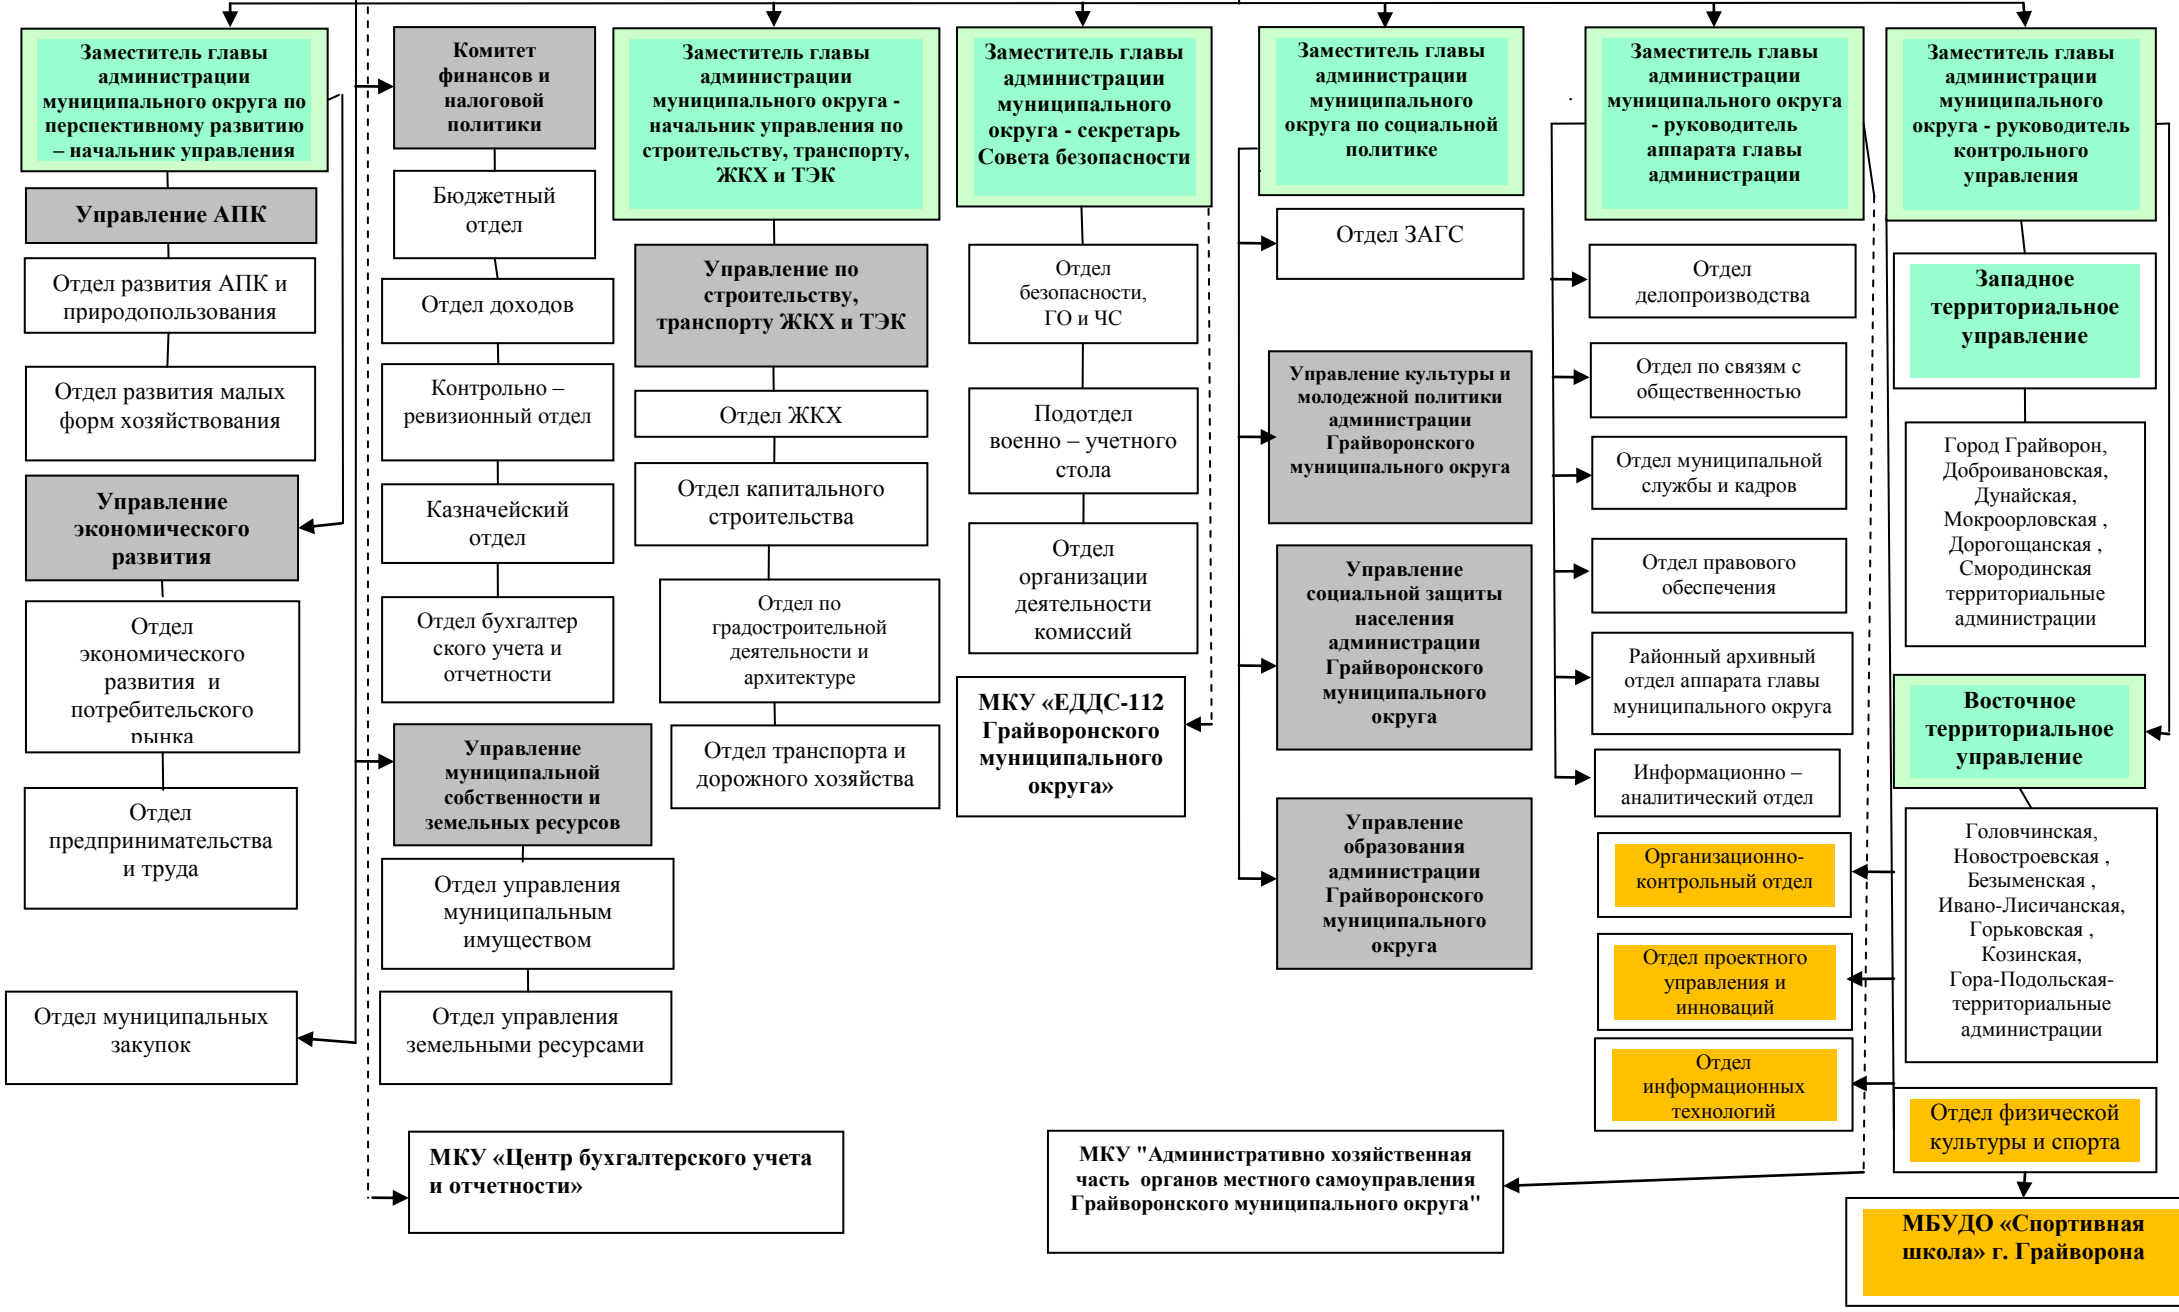 Заместитель главы
администрации
муниципального округа по
перспективному развитию
– начальник управления
Управление АПК
Отдел развития АПК и
природопользования
Отдел развития малых
форм хозяйствования
Управление
экономического
развития
Отдел
экономического
развития и
потребительского
рынка
Отдел
предпринимательства
и труда
Отдел муниципальных
закупок
Комитет
финансов и
налоговой
политики
Бюджетный
отдел
Отдел доходов
Контрольно –
ревизионный отдел
Казначейский
отдел
Отдел бухгалтер
ского учета и
отчетности
Управление
муниципальной
собственности и
земельных ресурсов
Отдел управления
муниципальным
имуществом
Отдел управления
земельными ресурсами
МКУ «Центр бухгалтерского учета
и отчетности»
Заместитель главы
администрации
муниципального округа -
начальник управления по
строительству, транспорту,
ЖКХ и ТЭК
Управление по
строительству,
транспорту ЖКХ и ТЭК
Отдел ЖКХ
Отдел капитального
строительства
Отдел по
градостроительной
деятельности и
архитектуре
Отдел транспорта и
дорожного хозяйства
Заместитель главы
администрации
муниципального
округа - секретарь
Совета безопасности
Отдел
безопасности,
ГО и ЧС
Подотдел
военно – учетного
стола
Отдел
организации
деятельности
комиссий
МКУ «ЕДДС-112
Грайворонского
муниципального
округа»
Заместитель главы
администрации
муниципального
округа по социальной
политике
Отдел ЗАГС
Управление культуры и
молодежной политики
администрации
Грайворонского
муниципального округа
Управление
социальной защиты
населения
администрации
Грайворонского
муниципального
округа
Управление
образования
администрации
Грайворонского
муниципального
округа
МКУ "Административно хозяйственная
часть органов местного самоуправления
Грайворонского муниципального округа"
Заместитель главы
администрации
муниципального округа
- руководитель
аппарата главы
администрации
Отдел
делопроизводства
Отдел по связям с
общественностью
Отдел муниципальной
службы и кадров
Отдел правового
обеспечения
Районный архивный
отдел аппарата главы
муниципального округа
Информационно –
аналитический отдел
Организационно-
контрольный отдел
Отдел проектного
управления и
инноваций
Отдел
информационных
технологий
Заместитель главы
администрации
муниципального
округа - руководитель
контрольного
управления
Западное
территориальное
управление
Город Грайворон,
Доброивановская,
Дунайская,
Мокроорловская ,
Дорогощанская ,
Смородинская
территориальные
администрации
Восточное
территориальное
управление
Головчинская,
Новостроевская ,
Безыменская ,
Ивано-Лисичанская,
Горьковская ,
Козинская,
Гора-Подольская-
территориальные
администрации
Отдел физической
культуры и спорта
МБУДО «Спортивная
школа» г. Грайворона